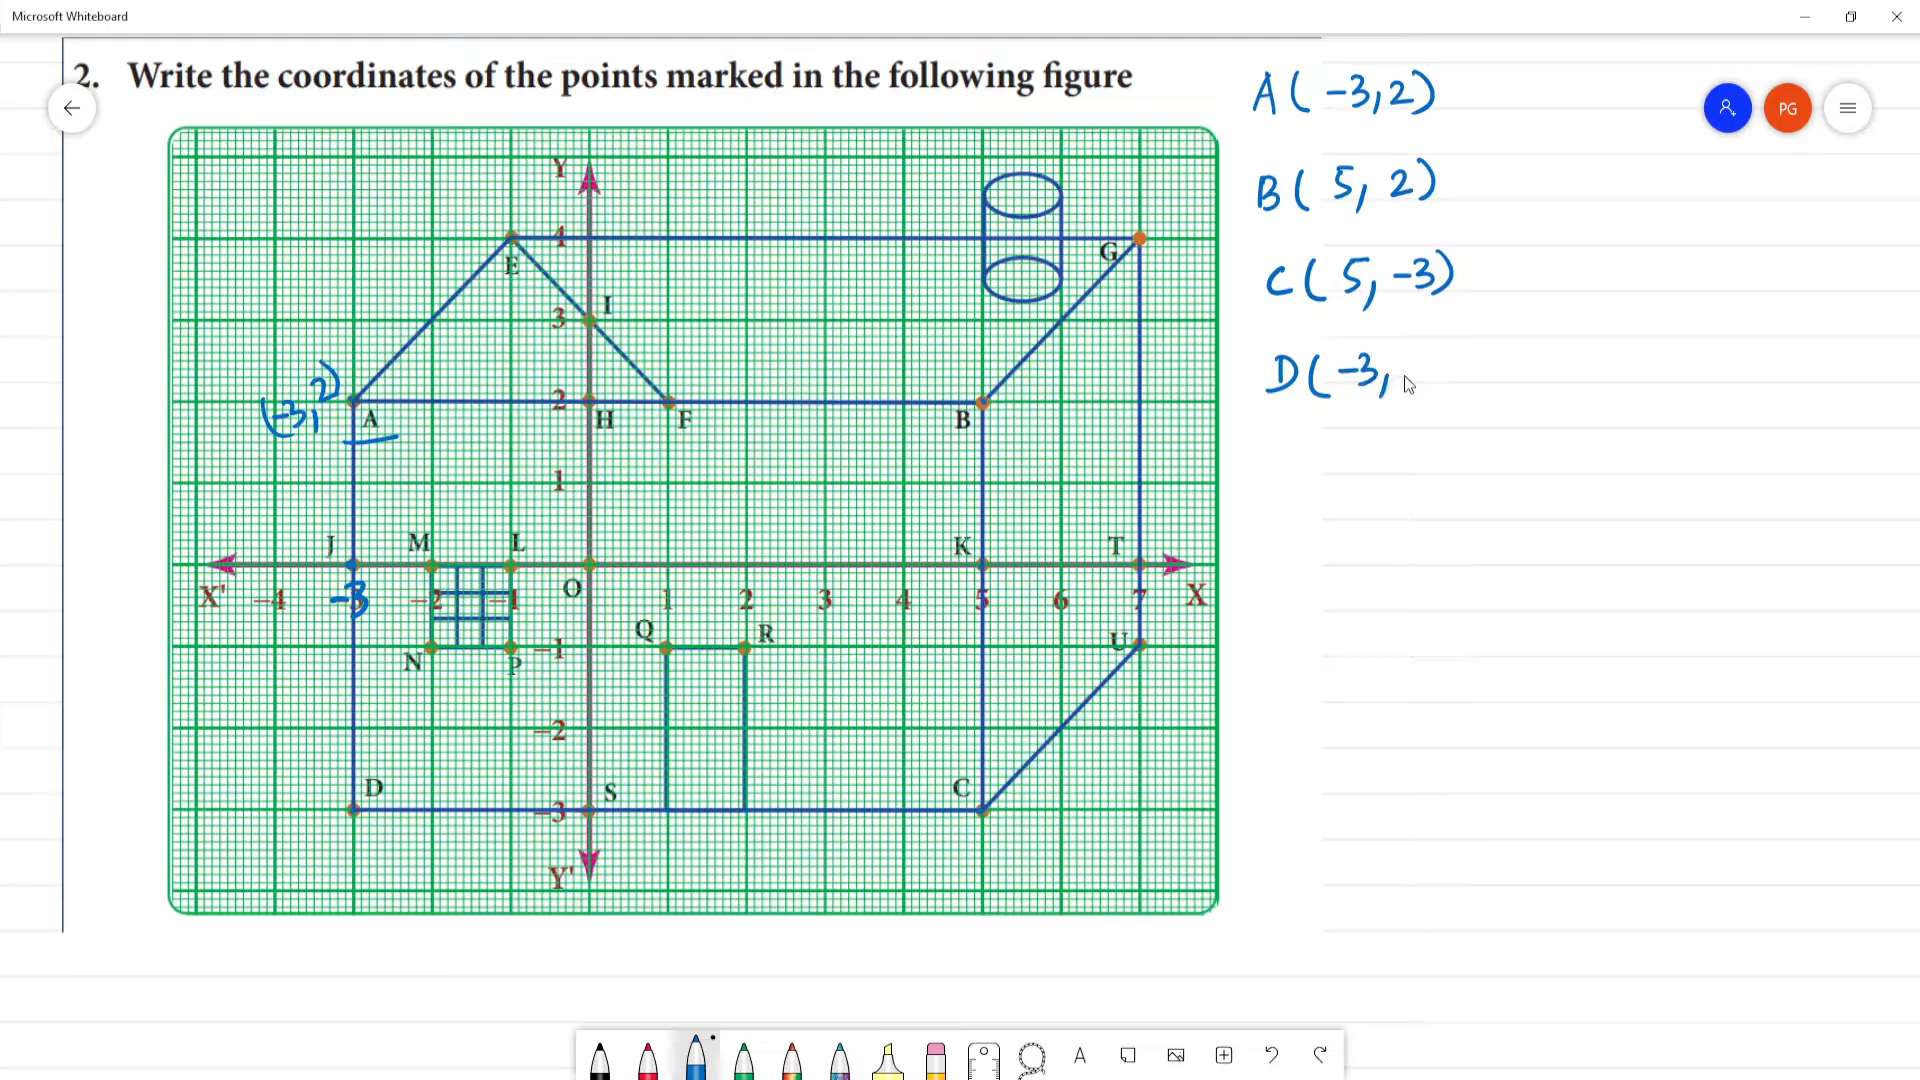 Microsoft Whiteboard
2. Write the coordinates of the points marked in the following figure
A(-3,2)
PG
B(5, 2)
C(5, -3)
D(-3,
Y
4
G
E
3
I
(-3,2)
A
2
H
F
B
1
J
M
L
K
T
X'
-4
-3
-2
-1
O
1
2
3
4
5
6
7
X
Q
R
U
N
P
-1
-2
D
S
C
-3
Y'
A